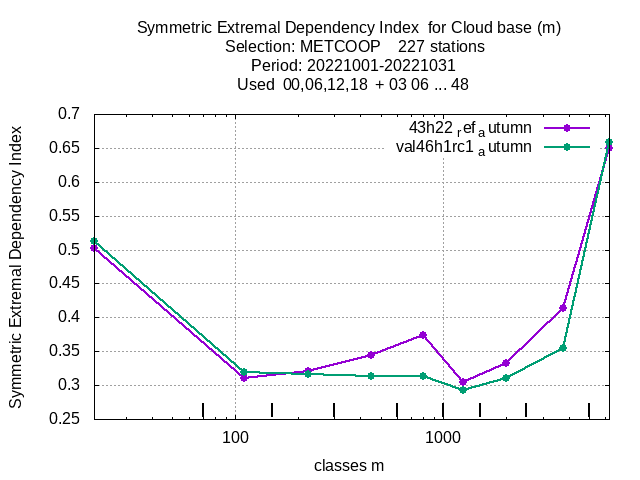 Symmetric Extremal Dependency Index for Cloud base (m)
Selection: METCOOP 227 stations
Period: 20221001-20221031
Used 00,06,12,18 + 03 06 ... 48
Symmetric Extremal Dependency Index
0.7
0.65
0.6
0.55
0.5
0.45
0.4
0.35
0.3
0.25
43h22 ref a utumn
val46h1rc1 a utumn
100
1000
classes m